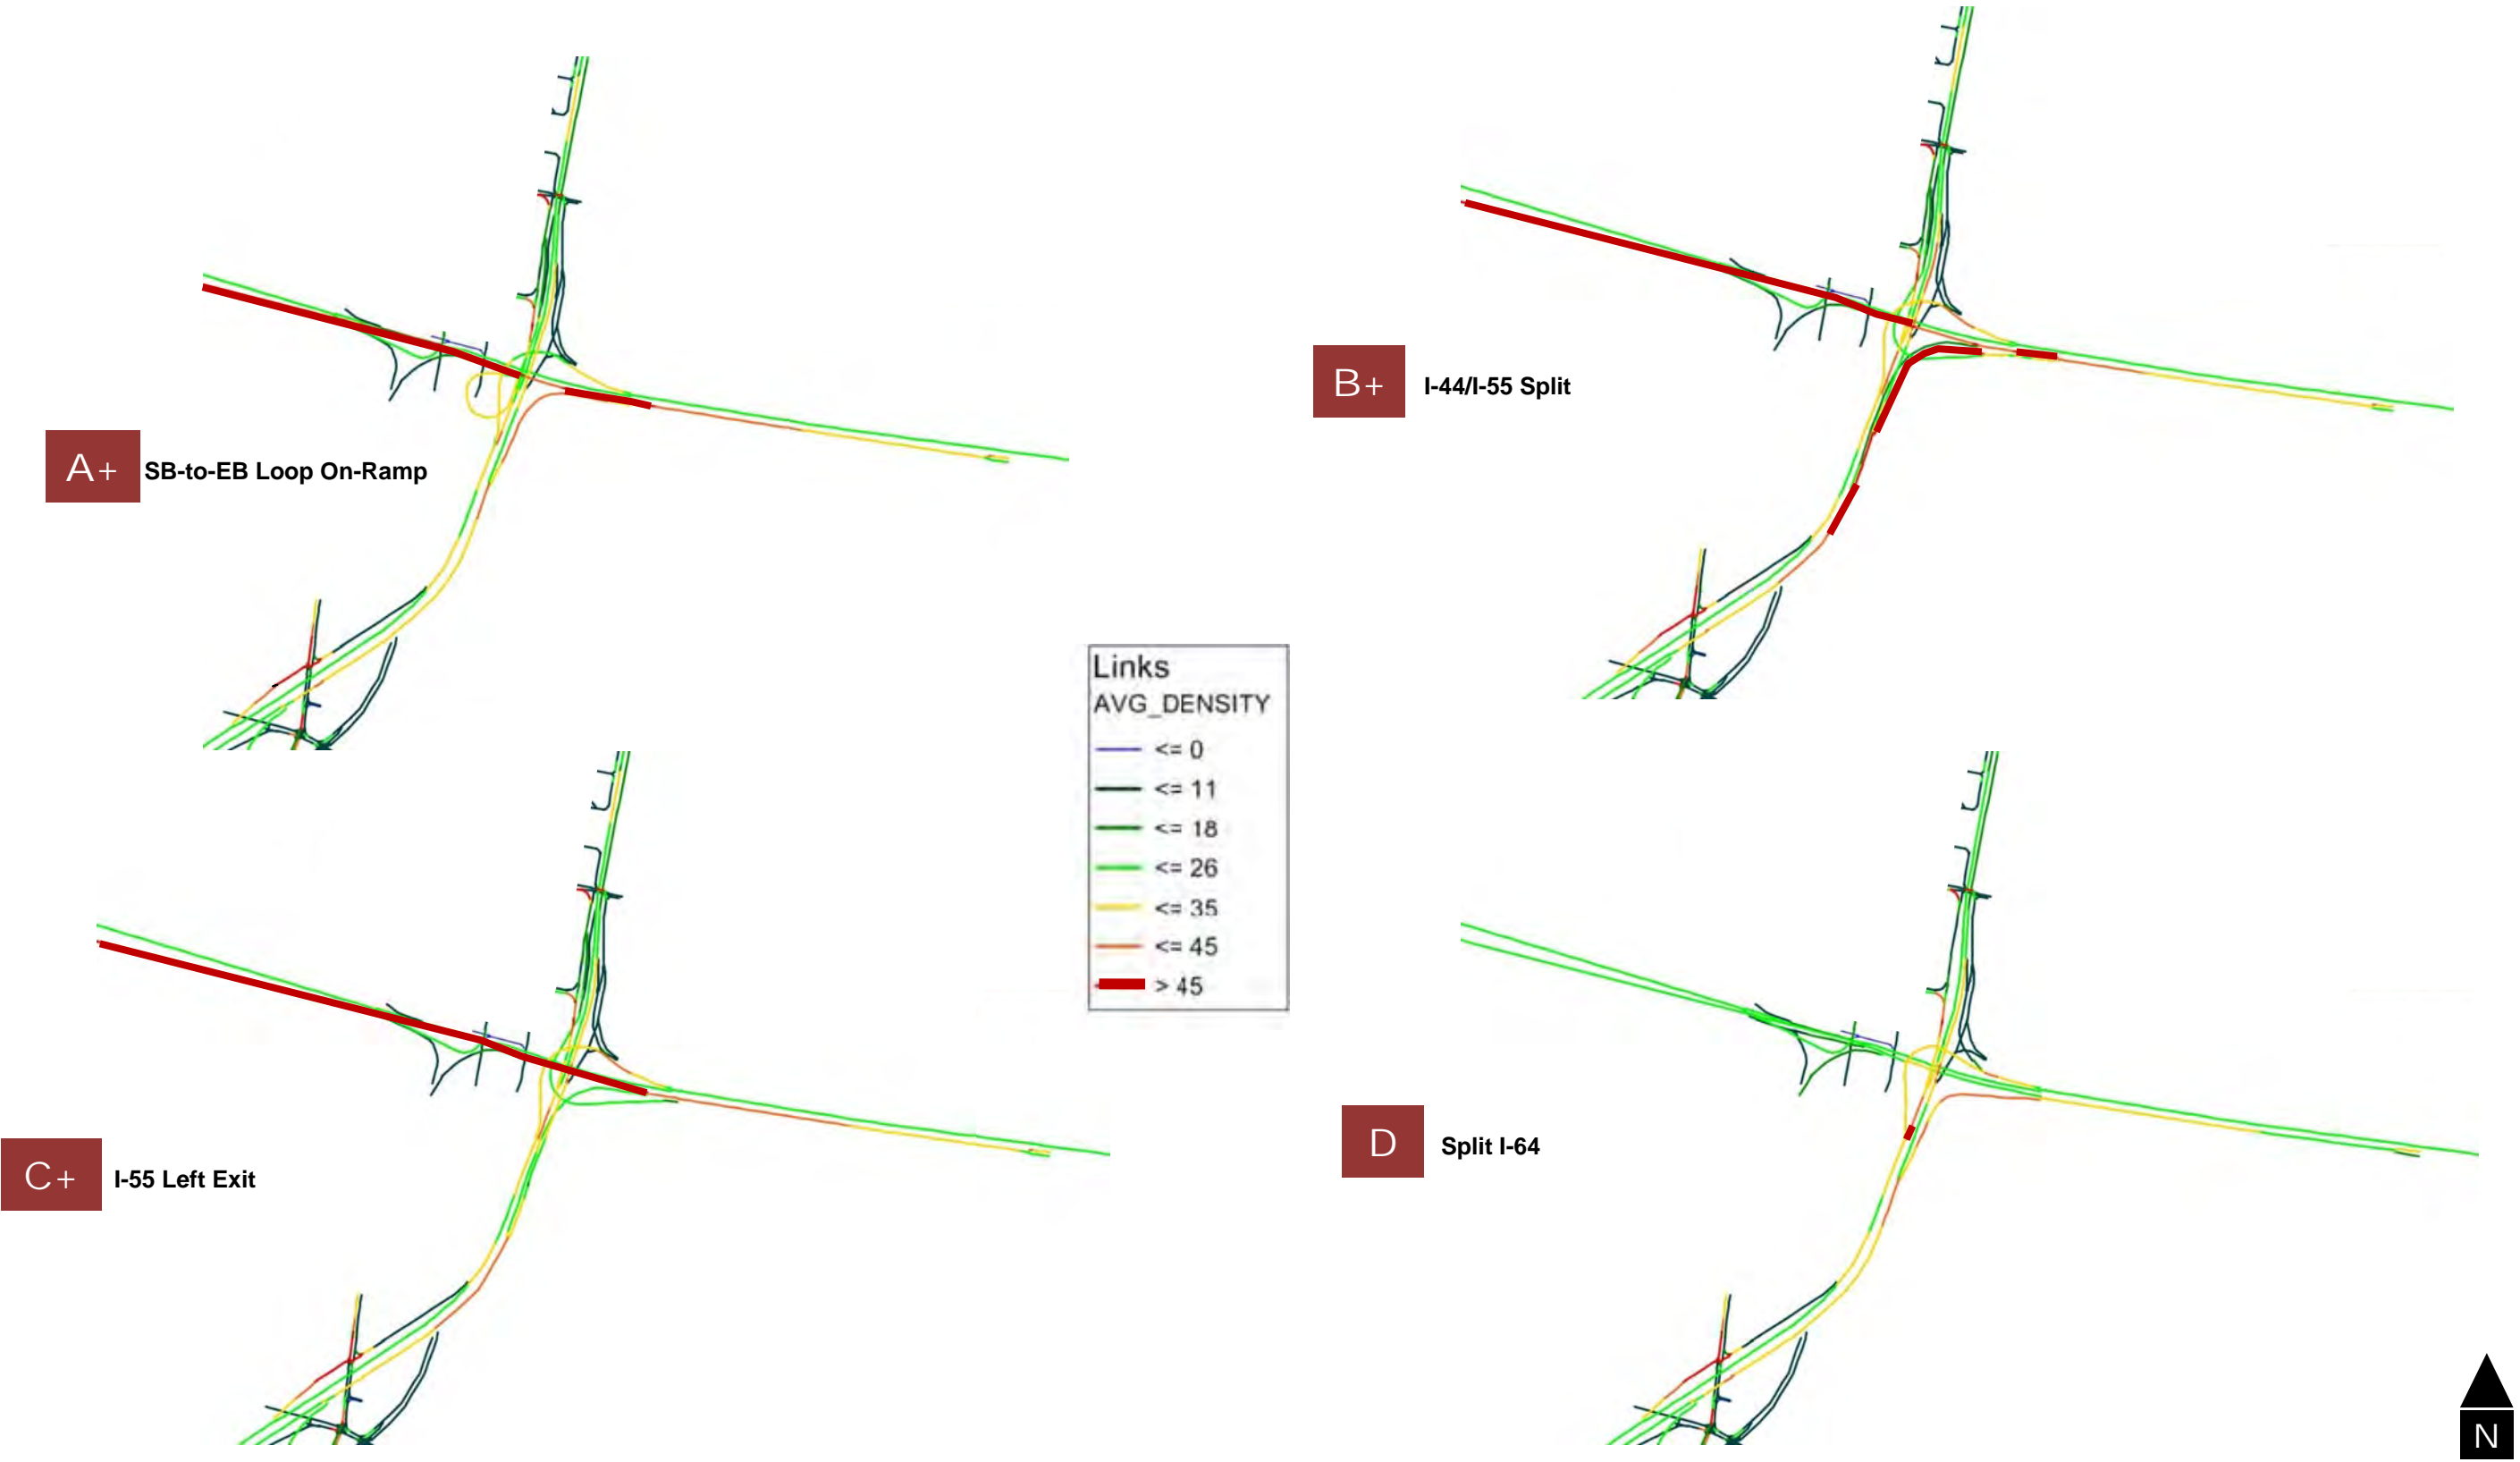 B+ I-44/I-55 Split
A+ SB-to-EB Loop On-Ramp
Links
AVG_DENSITY
<= 0
<= 11
<= 18
<= 26
<= 35
<= 45
> 45
C+ I-55 Left Exit
D Split I-64
N